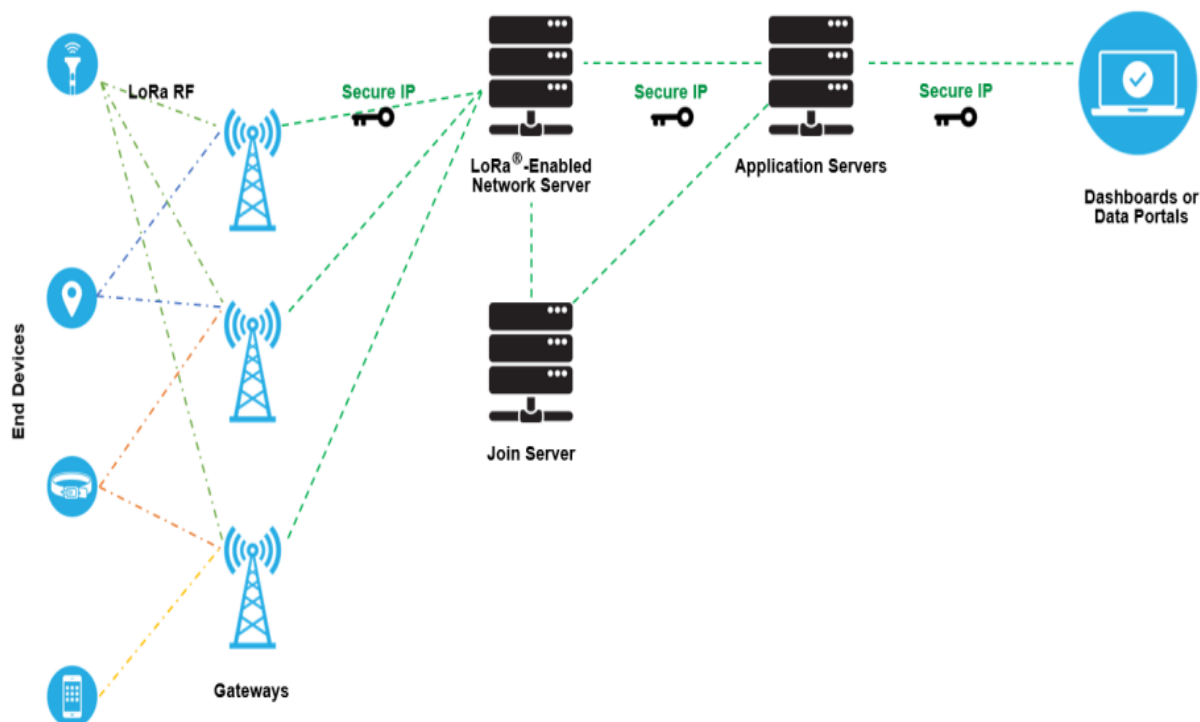 LoRa RF
Secure IP
Secure IP
Secure IP
LoRa®-Enabled
Network Server
Application Servers
Dashboards or
Data Portals
End Devices
Join Server
Gateways